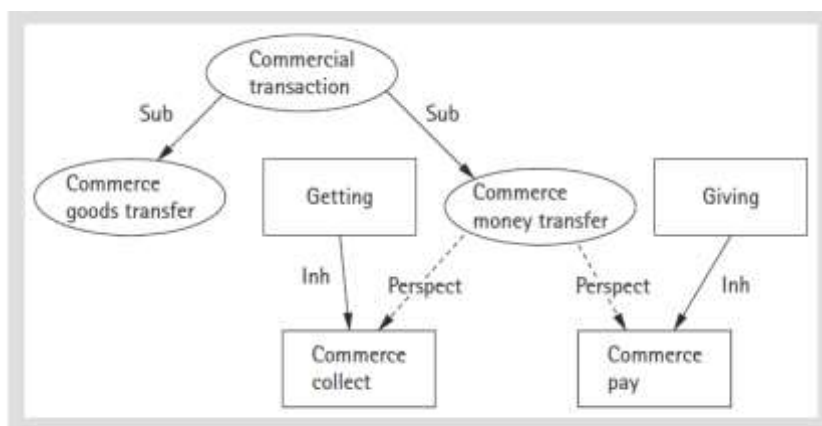 Commercial
transaction
Sub
Sub
Commerce
goods transfer
Getting
Commerce
money transfer
Giving
Inh
Perspect
Perspect
Inh
Commerce
collect
Commerce
pay